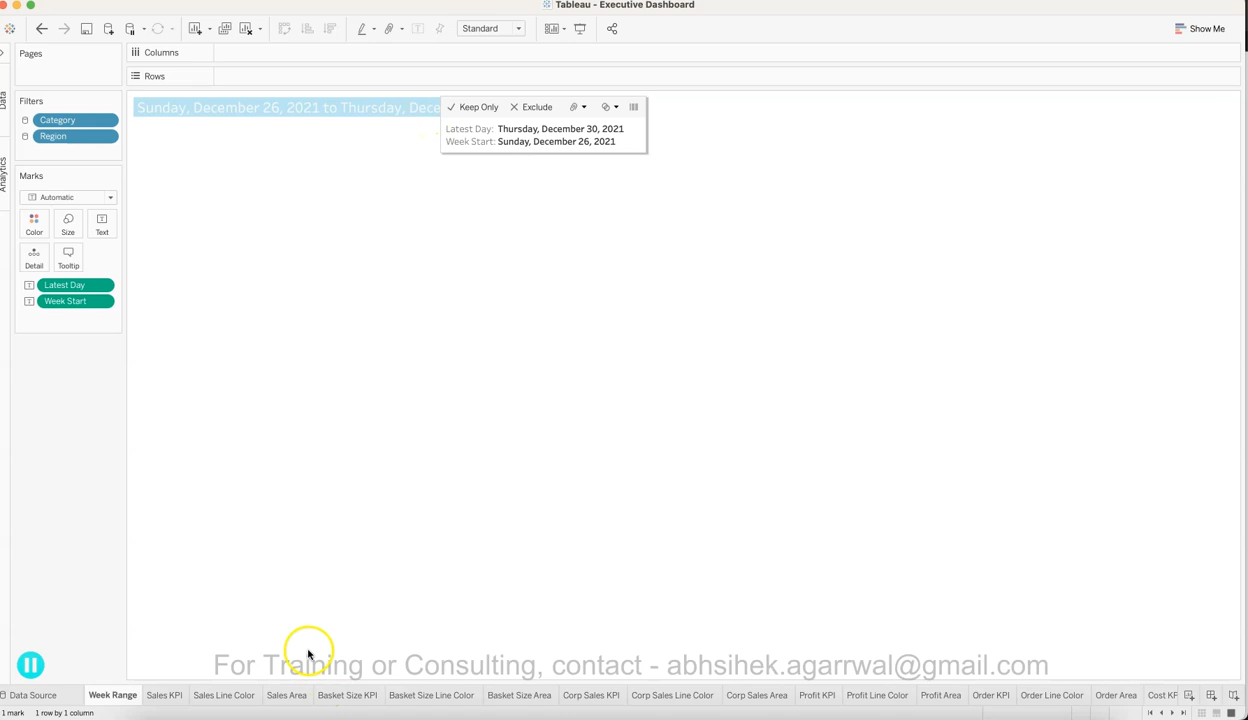 Tableau - Executive Dashboard
Standard
Show Me
Pages
Columns
Rows
Data
Analytics
Filters
Category
Region
Marks
Automatic
Color Size Text
Detail Tooltip
Latest Day
Week Start
Sunday, December 26, 2021 to Thursday, Dece
Keep Only Exclude
Latest Day: Thursday, December 30, 2021
Week Start: Sunday, December 26, 2021
For Training or Consulting, contact - abhsihek.agarrwal@gmail.com
Data Source Week Range Sales KPI Sales Line Color Sales Area Basket Size KPI Basket Size Line Color Basket Size Area Corp Sales KPI Corp Sales Line Color Corp Sales Area Profit KPI Profit Line Color Profit Area Order KPI Order Line Color Order Area Cost KP
1 mark 1 row by 1 column